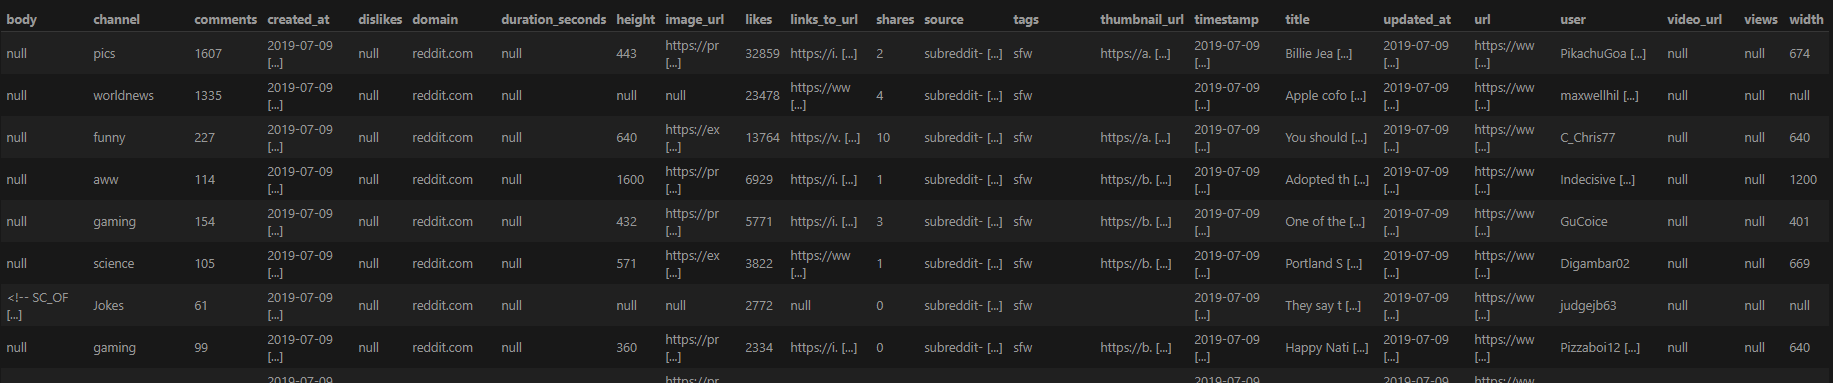 body channel comments created_at dislikes domain duration_seconds height image_url likes links_to_url shares source tags thumbnail_url timestamp title updated_at url user video_url views width
null pics 1607 2019-07-09 [...] null reddit.com null 443 https://pr [...] 32859 https://i. [...] 2 subreddit- [...] sfw https://a. [...] 2019-07-09 [...] Billie Jea [...] 2019-07-09 [...] https://ww [...] PikachuGoa [...] null null 674
null worldnews 1335 2019-07-09 [...] null reddit.com null null null 23478 https://ww [...] 4 subreddit- [...] sfw 2019-07-09 [...] Apple cofo [...] 2019-07-09 [...] https://ww [...] maxwellhil [...] null null null
null funny 227 2019-07-09 [...] null reddit.com null 640 https://ex [...] 13764 https://v. [...] 10 subreddit- [...] sfw https://a. [...] 2019-07-09 [...] You should [...] 2019-07-09 [...] https://ww [...] C_Chris77 null null 640
null aww 114 2019-07-09 [...] null reddit.com null 1600 https://pr [...] 6929 https://i. [...] 1 subreddit- [...] sfw https://b. [...] 2019-07-09 [...] Adopted th [...] 2019-07-09 [...] https://ww [...] Indecisive [...] null null 1200
null gaming 154 2019-07-09 [...] null reddit.com null 432 https://pr [...] 5771 https://i. [...] 3 subreddit- [...] sfw https://b. [...] 2019-07-09 [...] One of the [...] 2019-07-09 [...] https://ww [...] GuCoice null null 401
null science 105 2019-07-09 [...] null reddit.com null 571 https://ex [...] 3822 https://ww [...] 1 subreddit- [...] sfw https://b. [...] 2019-07-09 [...] Portland S [...] 2019-07-09 [...] https://ww [...] Digambar02 null null 669
<!-- SC_OF [...] Jokes 61 2019-07-09 [...] null reddit.com null null null 2772 null 0 subreddit- [...] sfw 2019-07-09 [...] They say t [...] 2019-07-09 [...] https://ww [...] judgejb63 null null null
null gaming 99 2019-07-09 [...] null reddit.com null 360 https://pr [...] 2334 https://i. [...] 0 subreddit- [...] sfw https://b. [...] 2019-07-09 [...] Happy Nati [...] 2019-07-09 [...] https://ww [...] Pizzaboi12 [...] null null 640
2019-07-09 https://pr 2019-07-09 2019-07-09 https://ww